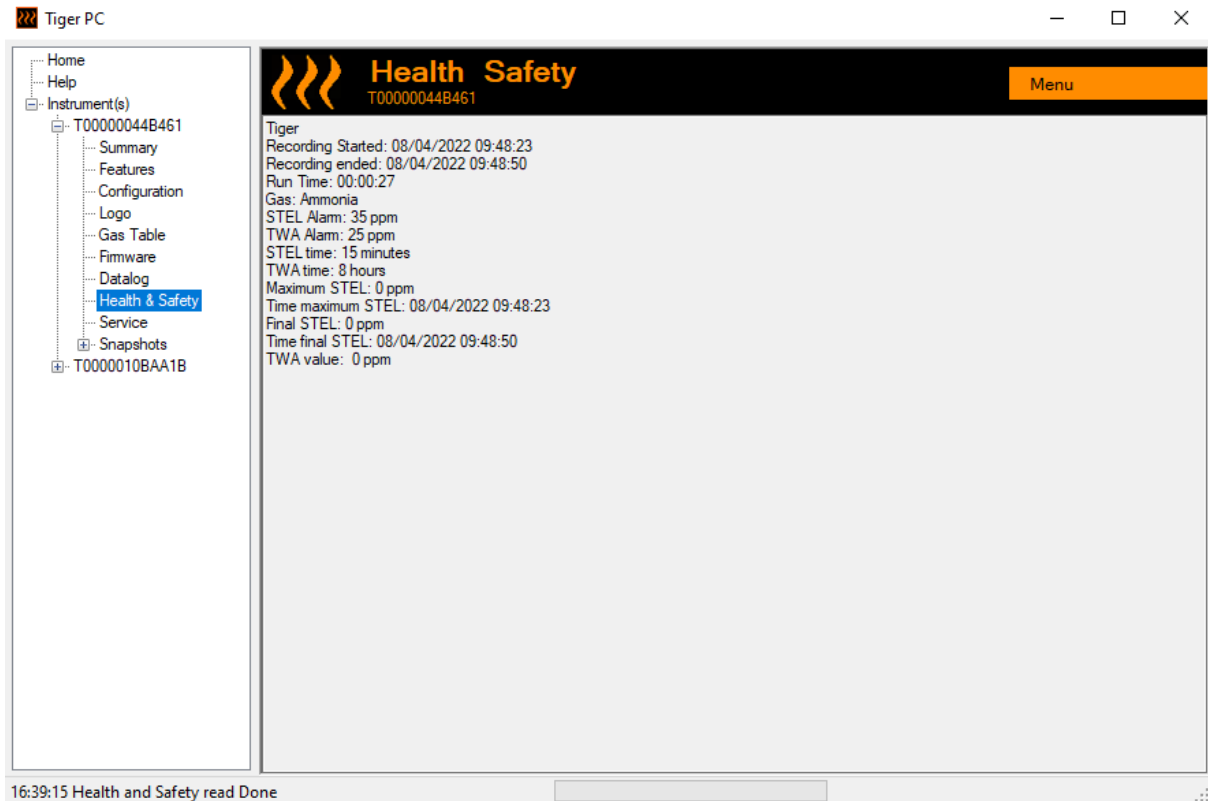 Tiger PC
Home
Help
Instrument(s)
T00000044B461
Summary
Features
Configuration
Logo
Gas Table
Firmware
Datalog
Health & Safety
Service
Snapshots
T0000010BAA1B
Health Safety
T00000044B461
Menu
Tiger
Recording Started: 08/04/2022 09:48:23
Recording ended: 08/04/2022 09:48:50
Run Time: 00:00:27
Gas: Ammonia
STEL Alarm: 35 ppm
TWA Alarm: 25 ppm
STEL time: 15 minutes
TWA time: 8 hours
Maximum STEL: 0 ppm
Time maximum STEL: 08/04/2022 09:48:23
Final STEL: 0 ppm
Time final STEL: 08/04/2022 09:48:50
TWA value:  0 ppm
16:39:15 Health and Safety read Done